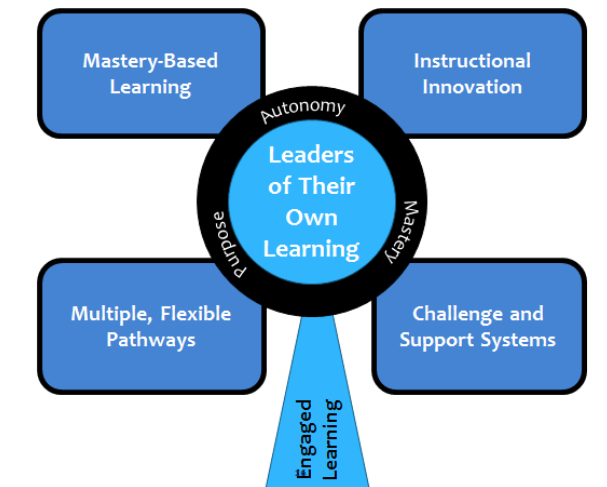 Mastery-Based
Learning
Instructional
Innovation
Autonomy
Leaders
of Their
Own
Learning
Mastery
Purpose
Multiple, Flexible
Pathways
Challenge and
Support Systems
Engaged
Learning